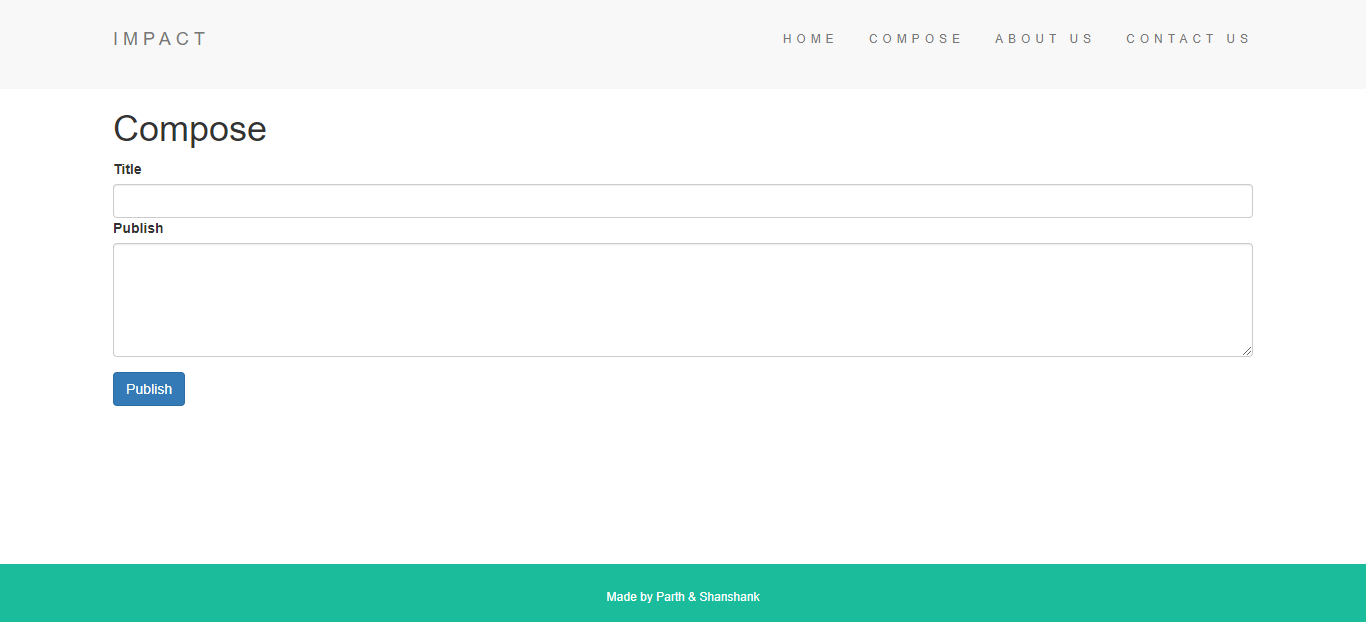 IMPACT
HOME COMPOSE ABOUT US CONTACT US
Compose
Title
Publish
Publish
Made by Parth & Shanshank